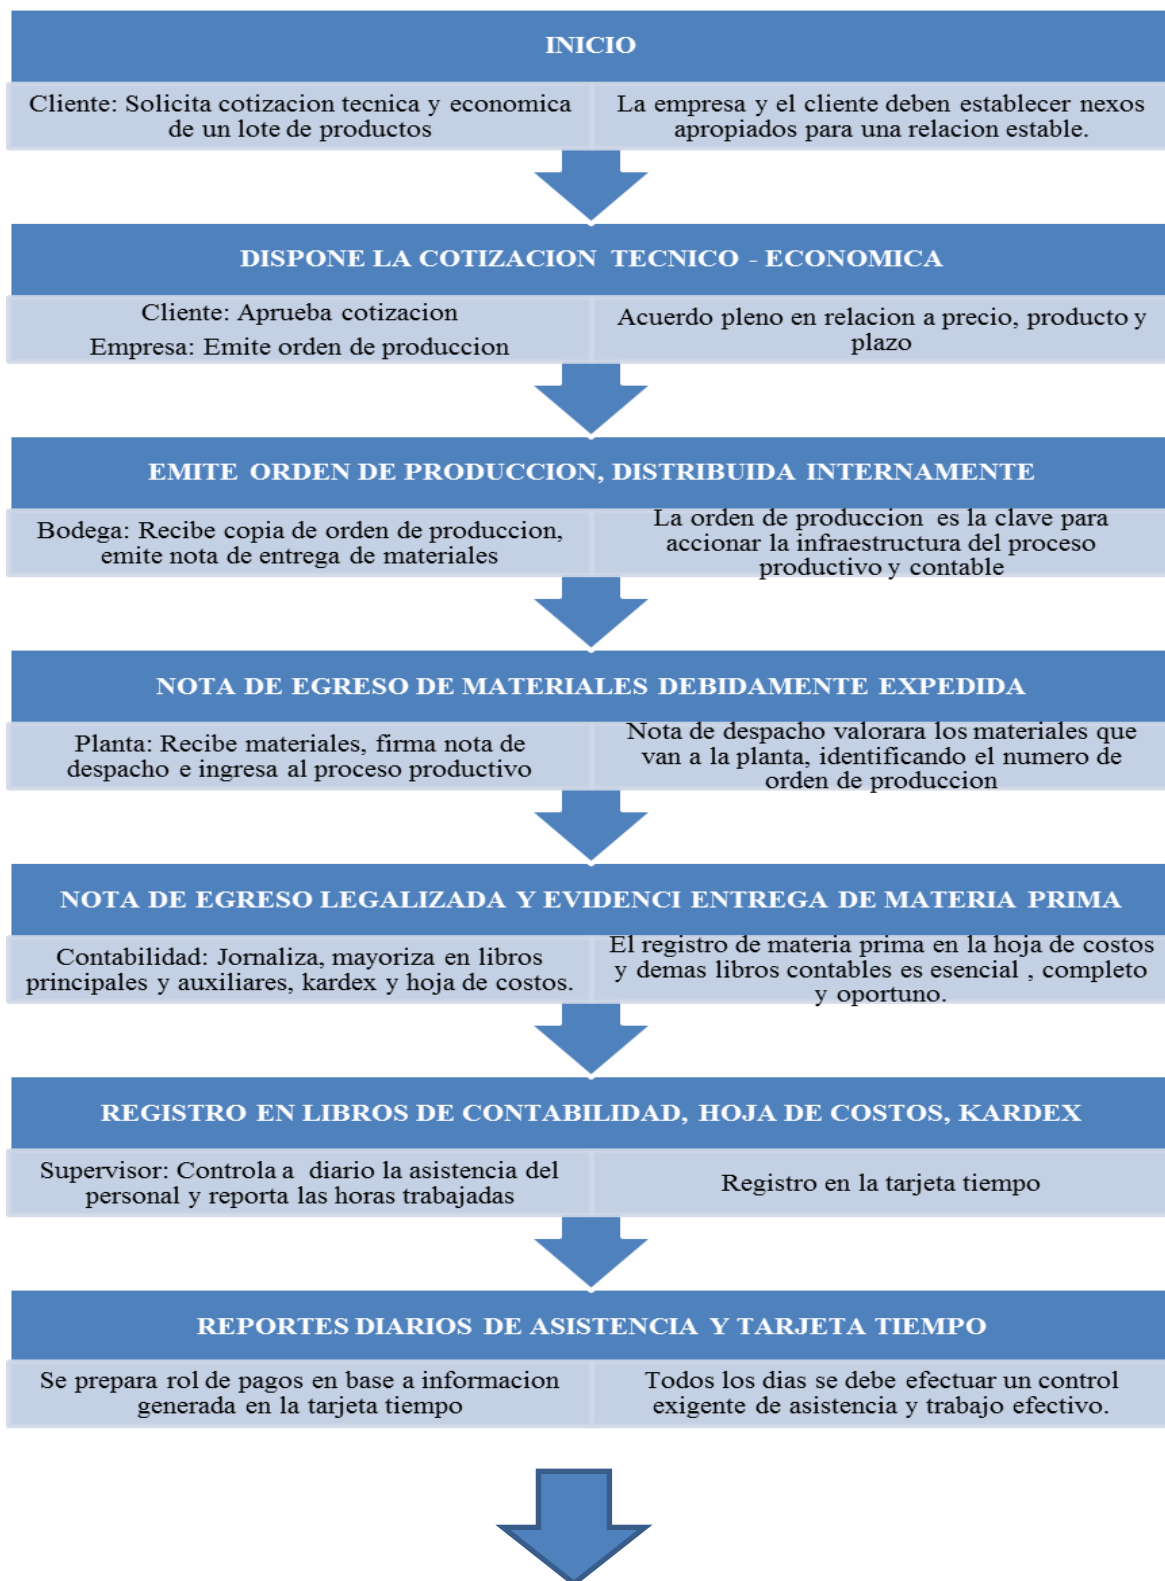 INICIO
Cliente: Solicita cotizacion tecnica y economica
de un lote de productos
La empresa y el cliente deben establecer nexos
apropiados para una relacion estable.
DISPONE LA COTIZACION TECNICO - ECONOMICA
Cliente: Aprueba cotizacion
Empresa: Emite orden de produccion
Acuerdo pleno en relacion a precio, producto y
plazo
EMITE ORDEN DE PRODUCCION, DISTRIBUIDA INTERNAMENTE
Bodega: Recibe copia de orden de produccion,
emite nota de entrega de materiales
La orden de produccion es la clave para
accionar la infraestructura del proceso
productivo y contable
NOTA DE EGRESO DE MATERIALES DEBIDAMENTE EXPEDIDA
Planta: Recibe materiales, firma nota de
despacho e ingresa al proceso productivo
Nota de despacho valorara los materiales que
van a la planta, identificando el numero de
orden de produccion
NOTA DE EGRESO LEGALIZADA Y EVIDENCI ENTREGA DE MATERIA PRIMA
Contabilidad: Jornaliza, mayoriza en libros
principales y auxiliares, kardex y hoja de costos.
El registro de materia prima en la hoja de costos
y demas libros contables es esencial , completo
y oportuno.
REGISTRO EN LIBROS DE CONTABILIDAD, HOJA DE COSTOS, KARDEX
Supervisor: Controla a diario la asistencia del
personal y reporta las horas trabajadas
Registro en la tarjeta tiempo
REPORTES DIARIOS DE ASISTENCIA Y TARJETA TIEMPO
Se prepara rol de pagos en base a informacion
generada en la tarjeta tiempo
Todos los dias se debe efectuar un control
exigente de asistencia y trabajo efectivo.